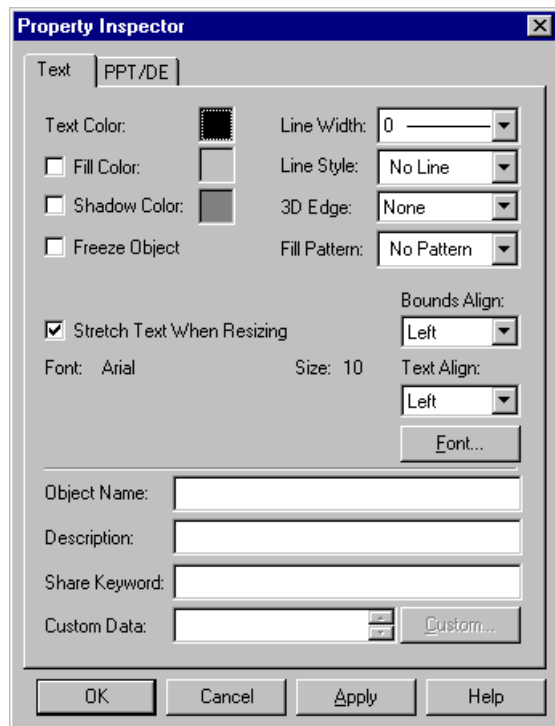 Property Inspector
Text PPT/DE
Text Color: Line Width: 0
Fill Color: Line Style: No Line
Shadow Color: 3D Edge: None
Freeze Object Fill Pattern: No Pattern
Bounds Align:
Stretch Text When Resizing Left
Font: Arial Size: 10 Text Align:
Left
Font...
Object Name:
Description:
Share Keyword:
Custom Data: Custom...
OK Cancel Apply Help